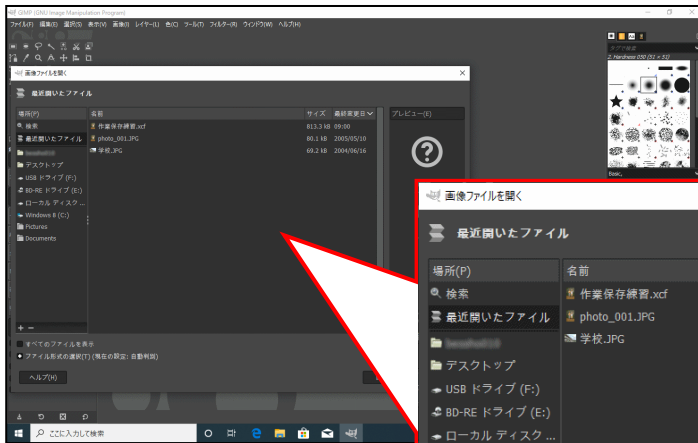 GIMP (GNU Image Manipulation Program)
ファイル(F) 編集(E) 選択(S) 表示(V) 画像(I) レイヤー(L) 色(C) ツール(T) フィルター(R) ウィンドウ(W) ヘルプ(H)
タグで検索
2. Hardness 050 (51 × 51)
Basic,
画像ファイルを開く
最近開いたファイル
場所(P) 名前 サイズ 最終変更日 プレビュー(E)
検索 作業保存練習.xcf 813.3 kB 09:00
最近開いたファイル photo_001.JPG 80.1 kB 2005/05/10
学校.JPG 69.2 kB 2004/06/16
デスクトップ
USB ドライブ (F:)
BD-RE ドライブ (E:)
ローカル ディスク ...
Windows 8 (C:)
Pictures
Documents
すべてのファイルを表示
ファイル形式の選択(T) (現在の設定: 自動判別)
ヘルプ(H)
ここに入力して検索
画像ファイルを開く
最近開いたファイル
場所(P) 名前
検索 作業保存練習.xcf
最近開いたファイル photo_001.JPG
学校.JPG
デスクトップ
USB ドライブ (F:)
BD-RE ドライブ (E:)
ローカル ディスク ...